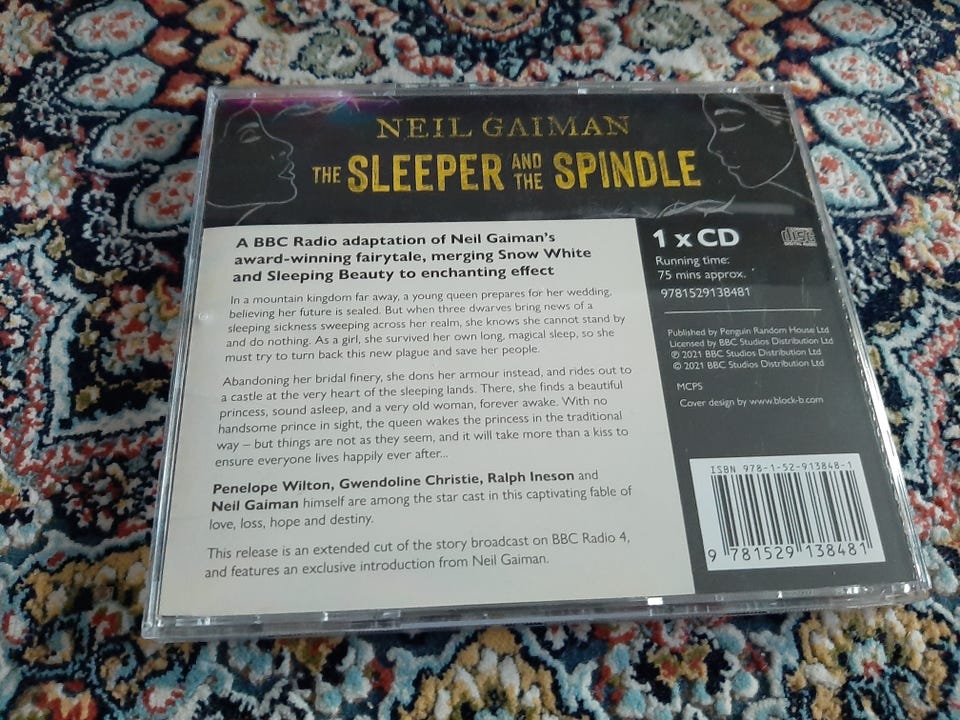 NEIL GAIMAN
THE SLEEPER AND THE SPINDLE
A BBC Radio adaptation of Neil Gaiman's
award-winning fairytale, merging Snow White
and Sleeping Beauty to enchanting effect
In a mountain kingdom far away, a young queen prepares for her wedding,
believing her future is sealed. But when three dwarves bring news of a
sleeping sickness sweeping across her realm, she knows she cannot stand by
and do nothing. As a girl, she survived her own long, magical sleep, so she
must try to turn back this new plague and save her people.
Abandoning her bridal finery, she dons her armour instead, and rides out to
a castle at the very heart of the sleeping lands. There, she finds a beautiful
princess, sound asleep, and a very old woman, forever awake. With no
handsome prince in sight, the queen wakes the princess in the traditional
way – but things are not as they seem, and it will take more than a kiss to
ensure everyone lives happily ever after...
Penelope Wilton, Gwendoline Christie, Ralph Ineson and
Neil Gaiman himself are among the star cast in this captivating fable of
love, loss, hope and destiny.
This release is an extended cut of the story broadcast on BBC Radio 4,
and features an exclusive introduction from Neil Gaiman.
1 x CD
disc
DIGITAL AUDIO
Running time:
75 mins approx.
9781529138481
Published by Penguin Random House Ltd
Licensed by BBC Studios Distribution Ltd
℗ 2021 BBC Studios Distribution Ltd
© 2021 BBC Studios Distribution Ltd
MCPS
Cover design by www.block-b.com
ISBN 978-1-52-913848-1
9 781529 138481